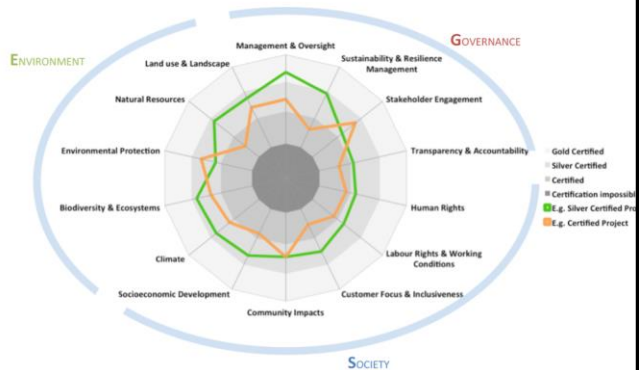 ENVIRONMENT
GOVERNANCE
Management & Oversight
Sustainability & Resilience
Management
Land use & Landscape
Natural Resources
Stakeholder Engagement
Environmental Protection
Transparency & Accountability
Biodiversity & Ecosystems
Human Rights
Climate
Labour Rights & Working
Conditions
Socioeconomic Development
Customer Focus & Inclusiveness
Community Impacts
SOCIETY
Gold Certified
Silver Certified
Certified
Certification impossibl
E.g. Silver Certified Pro
E.g. Certified Project